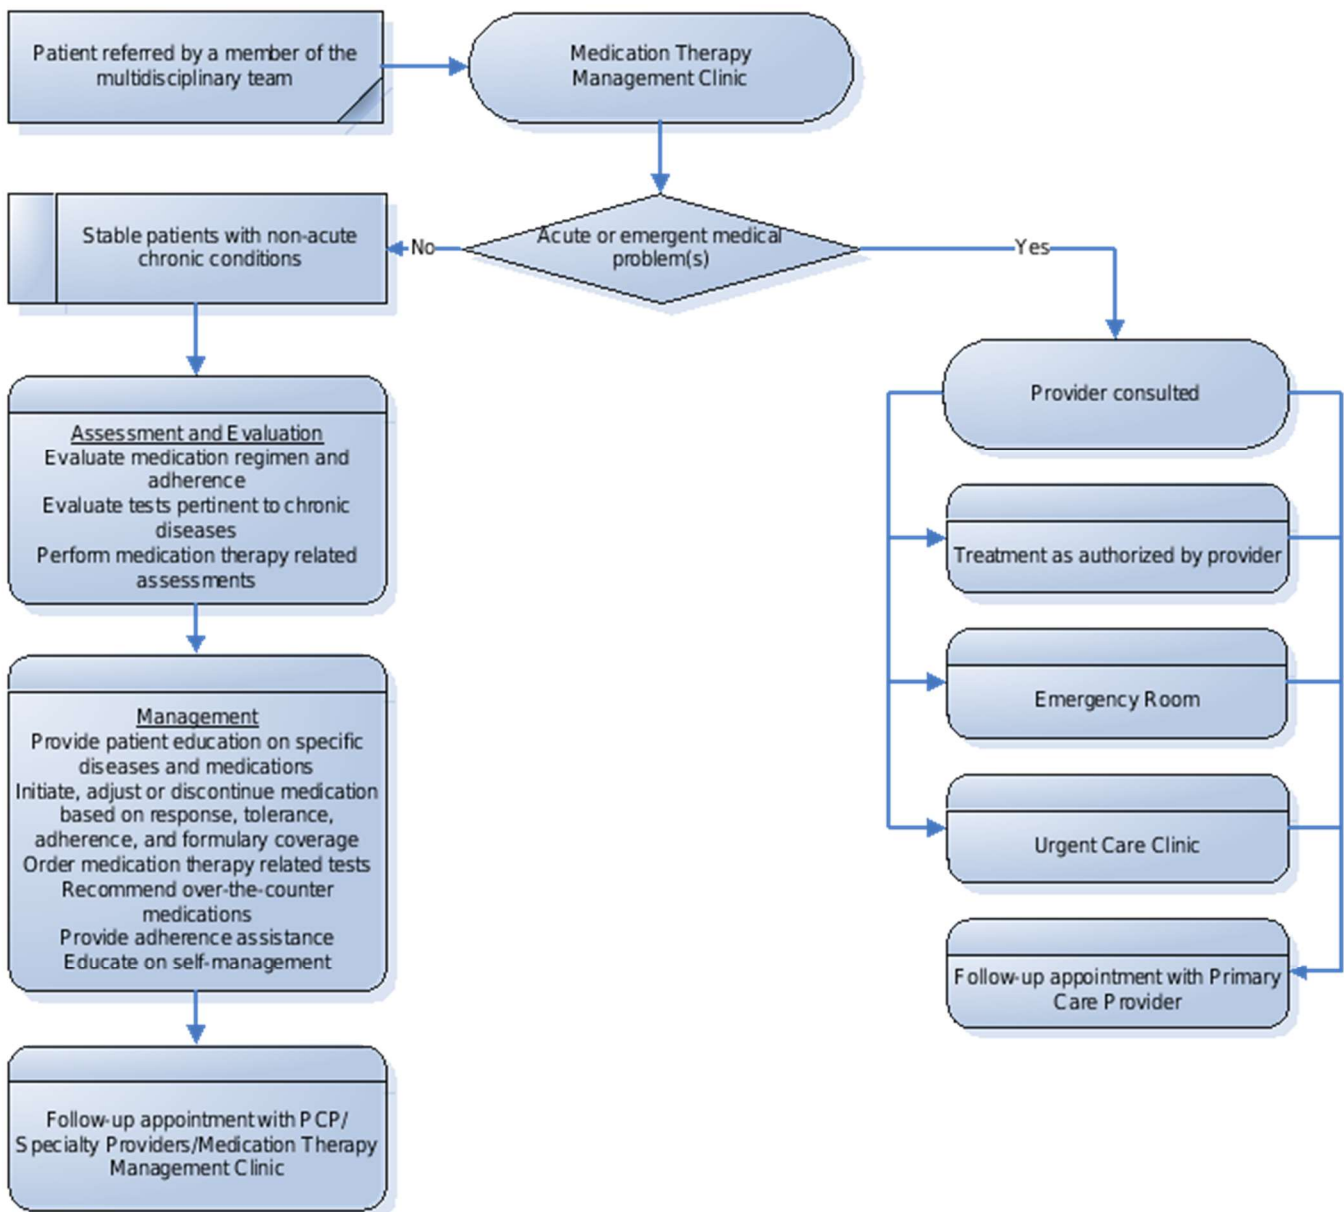 Patient referred by a member of the
multidisciplinary team
Medication Therapy
Management Clinic
Stable patients with non-acute
chronic conditions
No
Acute or emergent medical
problem(s)
Yes
Provider consulted
Assessment and Evaluation
Evaluate medication regimen and
adherence
Evaluate tests pertinent to chronic
diseases
Perform medication therapy related
assessments
Treatment as authorized by provider
Emergency Room
Management
Provide patient education on specific
diseases and medications
Initiate, adjust or discontinue medication
based on response, tolerance,
adherence, and formulary coverage
Order medication therapy related tests
Recommend over-the-counter
medications
Provide adherence assistance
Educate on self-management
Urgent Care Clinic
Follow-up appointment with Primary
Care Provider
Follow-up appointment with PCP/
Specialty Providers/Medication Therapy
Management Clinic